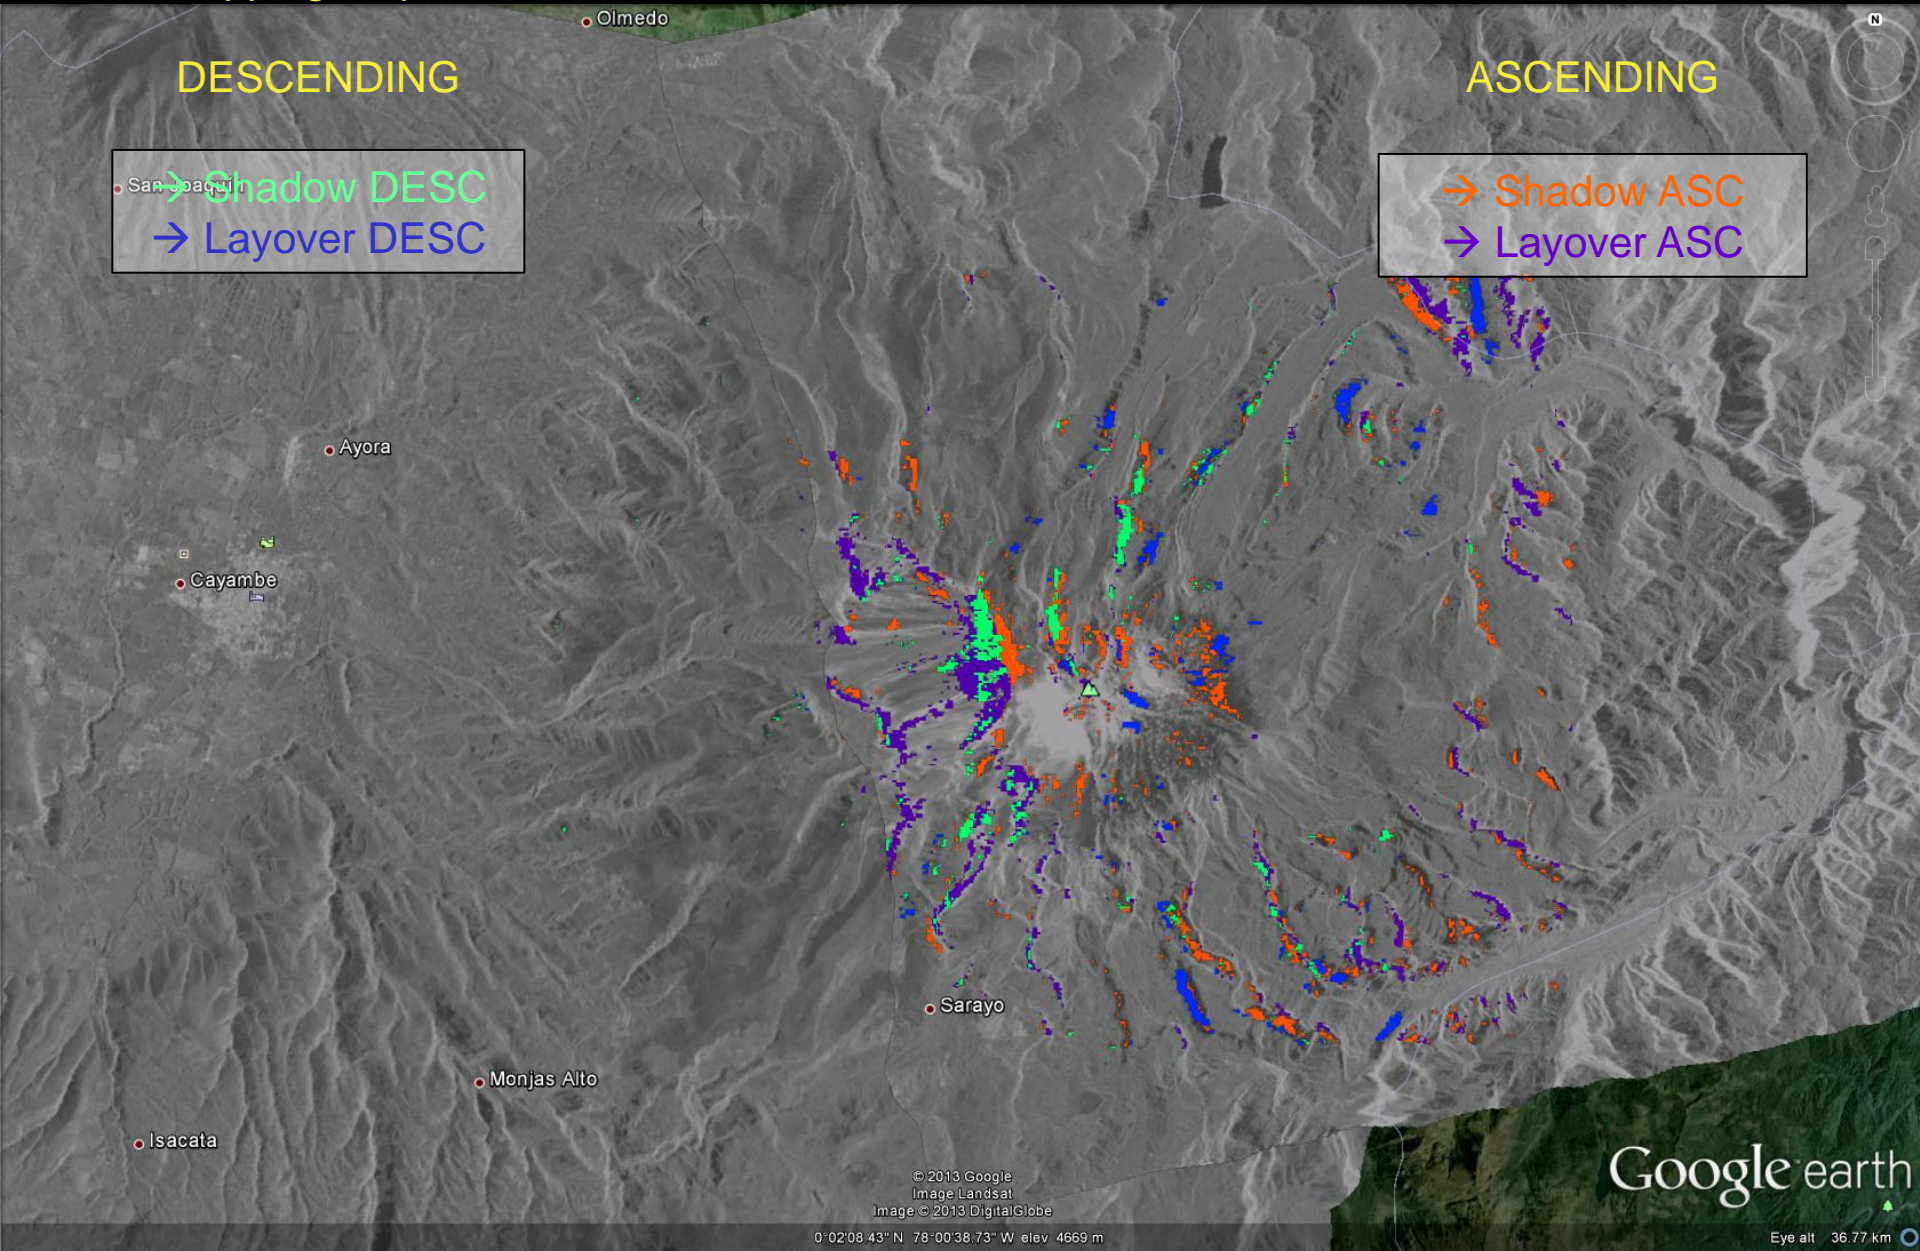 Olmedo
DESCENDING
ASCENDING
San Joaquín
→ Shadow DESC
→ Layover DESC
→ Shadow ASC
→ Layover ASC
N
Ayora
Cayambe
Sarayo
Monjas Alto
Isacata
Google earth
© 2013 Google
Image Landsat
Image © 2013 DigitalGlobe
0°02'08.43" N 78°00'38.73" W elev 4669 m
Eye alt 36.77 km